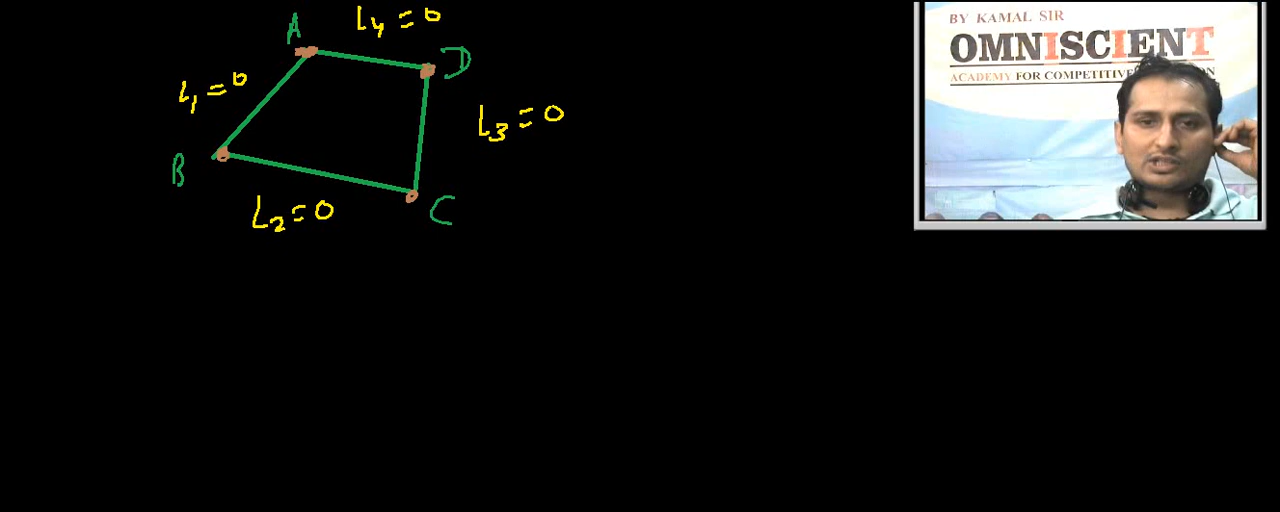 A
L4 = 0
D
L1 = 0
L3 = 0
B
L2 = 0
C
BY KAMAL SIR
OMNISCIENT
ACADEMY FOR COMPETITIVE